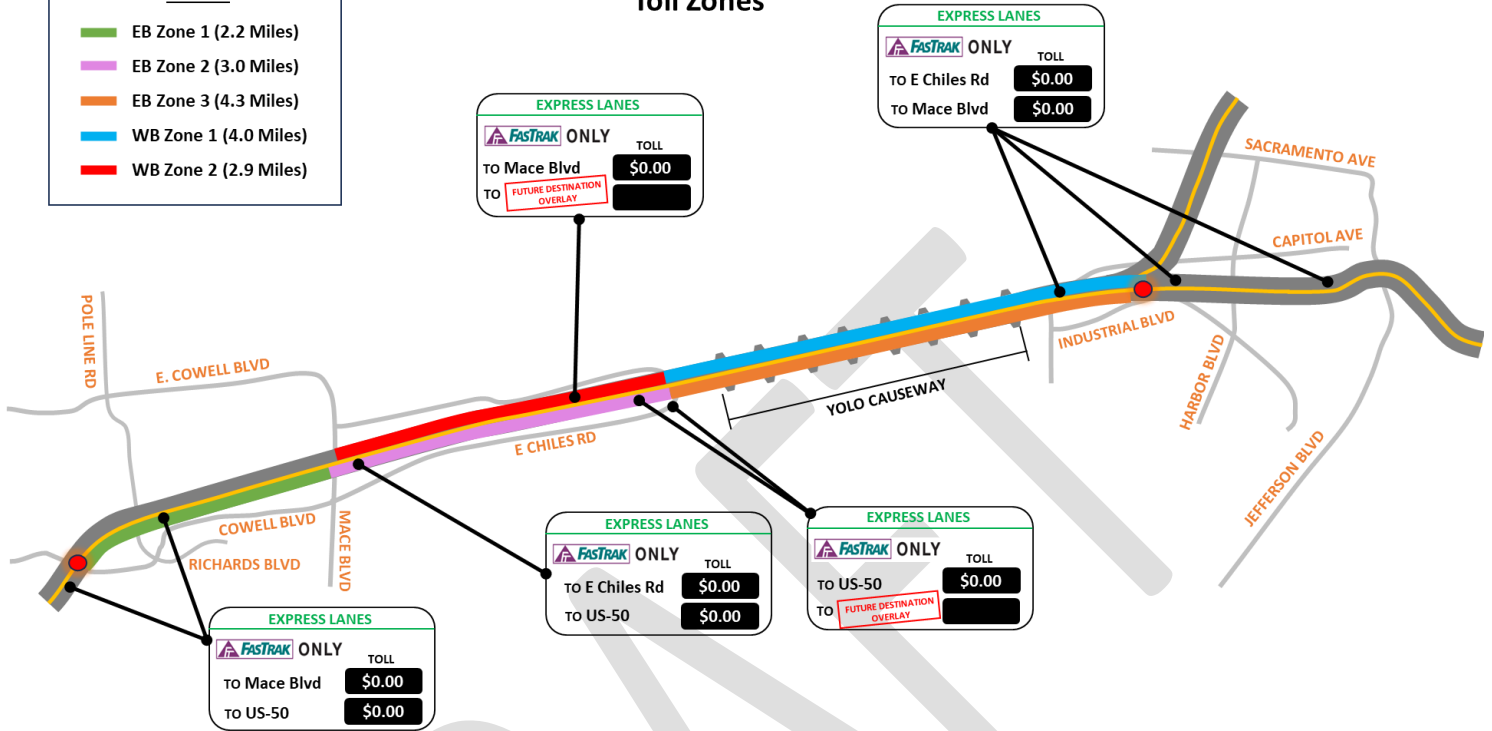 Toll Zones
EB Zone 1 (2.2 Miles)
EB Zone 2 (3.0 Miles)
EB Zone 3 (4.3 Miles)
WB Zone 1 (4.0 Miles)
WB Zone 2 (2.9 Miles)
EXPRESS LANES
FASTRAK ONLY
TOLL
TO Mace Blvd $0.00
TO FUTURE DESTINATION
OVERLAY
EXPRESS LANES
FASTRAK ONLY
TOLL
TO E Chiles Rd $0.00
TO Mace Blvd $0.00
SACRAMENTO AVE
CAPITOL AVE
POLE LINE RD
E. COWELL BLVD
INDUSTRIAL BLVD
HARBOR BLVD
YOLO CAUSEWAY
E CHILES RD
JEFFERSON BLVD
COWELL BLVD
MACE BLVD
RICHARDS BLVD
EXPRESS LANES
FASTRAK ONLY
TOLL
TO E Chiles Rd $0.00
TO US-50 $0.00
EXPRESS LANES
FASTRAK ONLY
TOLL
TO US-50 $0.00
TO FUTURE DESTINATION
OVERLAY
EXPRESS LANES
FASTRAK ONLY
TOLL
TO Mace Blvd $0.00
TO US-50 $0.00